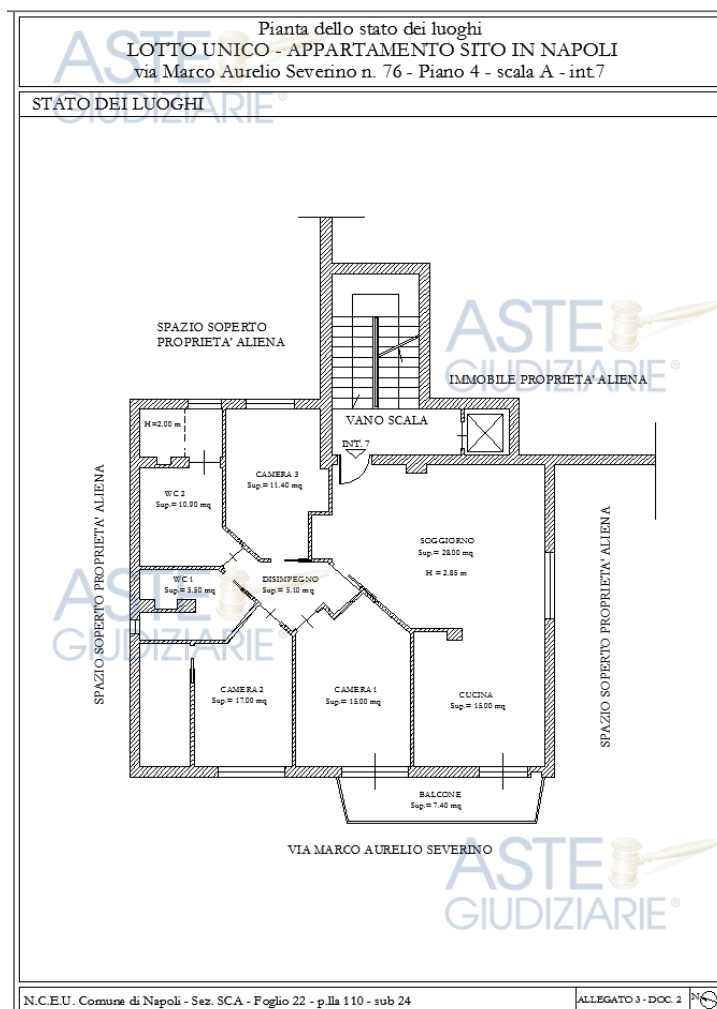 Pianta dello stato dei luoghi
LOTTO UNICO - APPARTAMENTO SITO IN NAPOLI
via Marco Aurelio Severino n. 76 - Piano 4 - scala A - int.7
ASTE
GIUDIZIARIE®
STATO DEI LUOGHI
SPAZIO SOPERTO
PROPRIETA' ALIENA
ASTE
GIUDIZIARIE®
IMMOBILE PROPRIETA' ALIENA
VANO SCALA
INT. 7
H =2.00 m
CAMERA 3
Sup.= 11.40 mq
WC 2
Sup.= 10.90 mq
SOGGIORNO
Sup.= 28.00 mq
H = 2.85 m
SPAZIO SOPERTO PROPRIETA' ALIENA
SPAZIO SOPERTO PROPRIETA' ALIENA
WC 1
Sup.= 5.50 mq
DISIMPEGNO
Sup.= 5.10 mq
ASTE
GIUDIZIARIE®
CAMERA 2
Sup.= 17.00 mq
CAMERA 1
Sup.= 15.00 mq
CUCINA
Sup.= 15.00 mq
BALCONE
Sup.= 7.40 mq
VIA MARCO AURELIO SEVERINO
ASTE
GIUDIZIARIE®
N.C.E.U. Comune di Napoli - Sez. SCA - Foglio 22 - p.lla 110 - sub 24
ALLEGATO 3 - DOC. 2
N